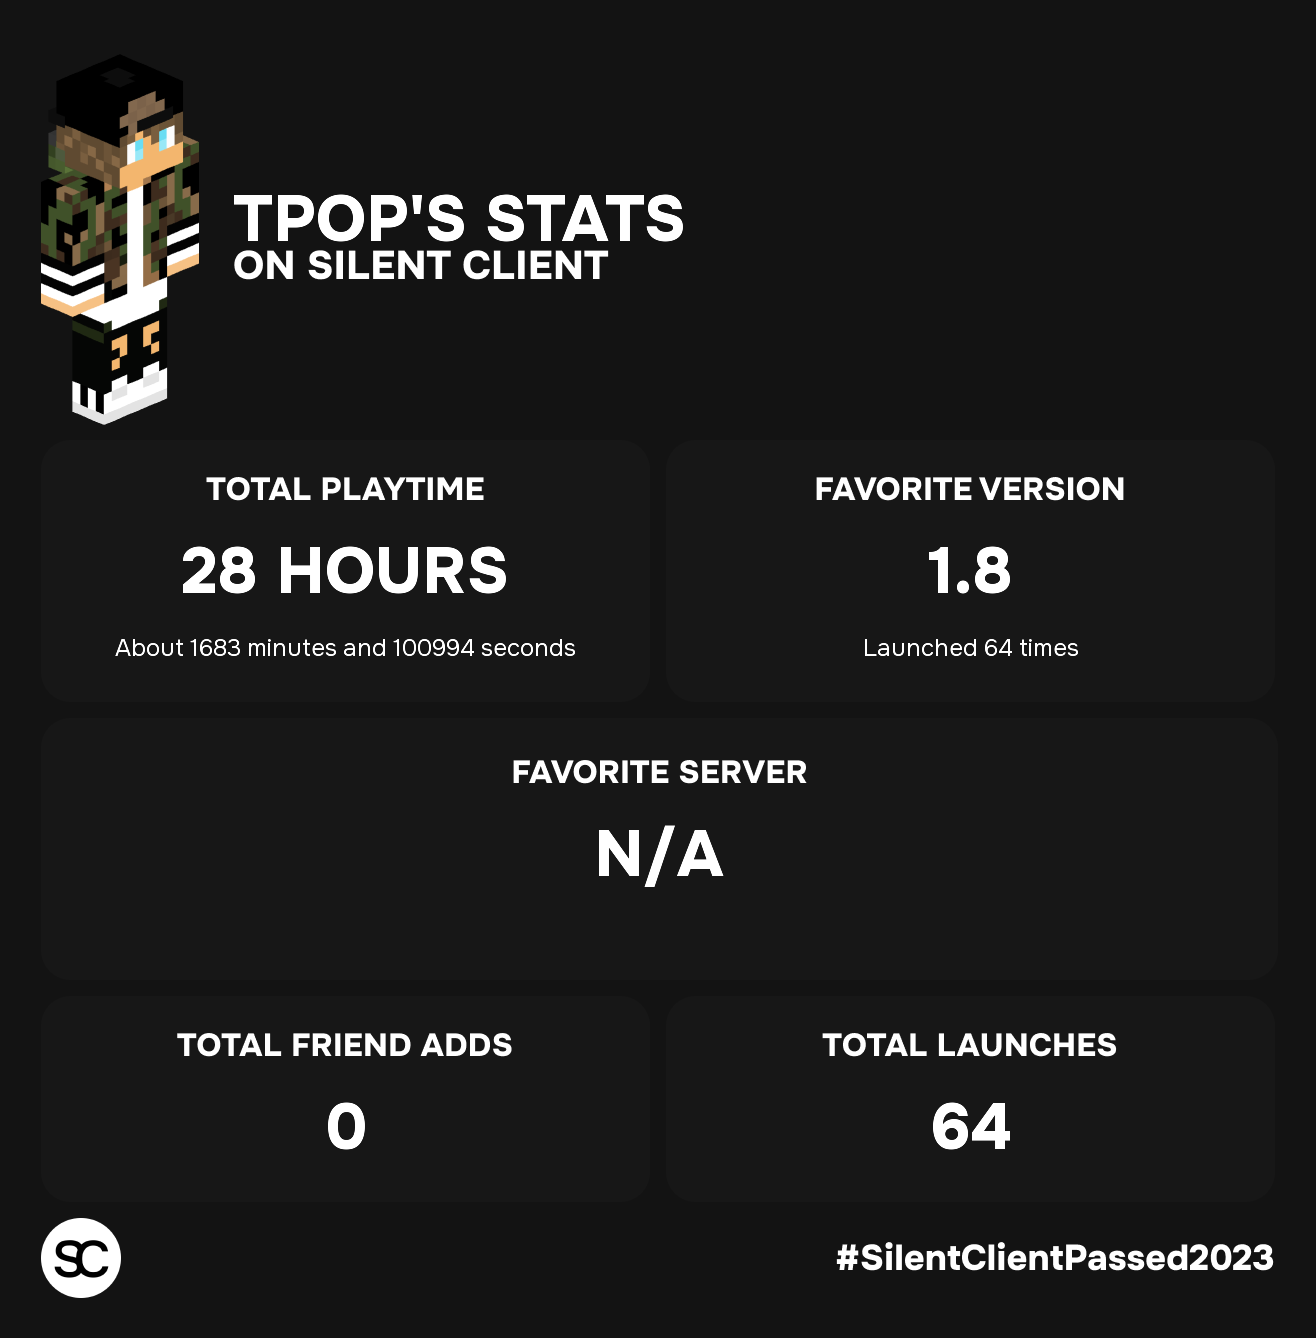 TPOP'S STATS
ON SILENT CLIENT
TOTAL PLAYTIME
28 HOURS
About 1683 minutes and 100994 seconds
FAVORITE VERSION
1.8
Launched 64 times
FAVORITE SERVER
N/A
TOTAL FRIEND ADDS
0
TOTAL LAUNCHES
64
SC
#SilentClientPassed2023